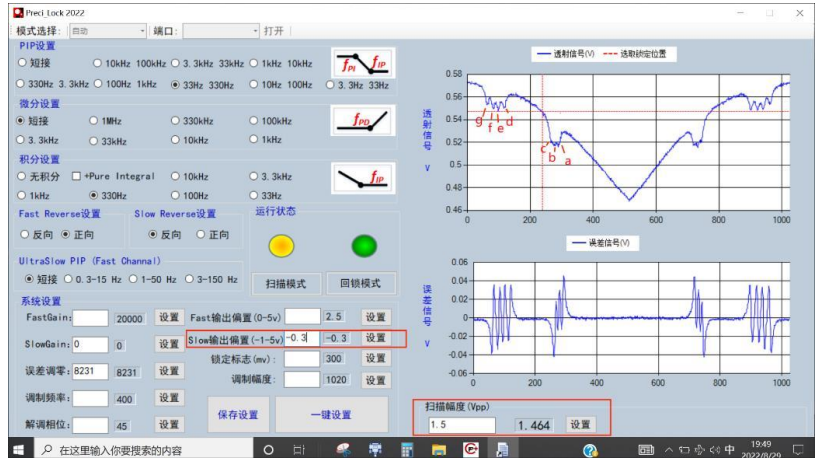 Preci_Lock 2022
模式选择: 自动 端口: 打开
PIP设置
短接 10kHz 100kHz 3.3kHz 33kHz 1kHz 10kHz fPI fIP
330Hz 3.3kHz 100Hz 1kHz 33Hz 330Hz 10Hz 100Hz 3.3Hz 33Hz
微分设置
短接 1MHz 330kHz 100kHz fPD
3.3kHz 33kHz 10kHz 1kHz
积分设置
无积分 +Pure Integral 10kHz 3.3kHz fIP
1kHz 330Hz 100Hz 33Hz
Fast Reverse设置 Slow Reverse设置 运行状态
反向 正向 反向 正向
UltraSlow PIP (Fast Channal)
短接 0.3-15 Hz 1-50 Hz 3-150 Hz 扫描模式 回锁模式
系统设置
FastGain: 20000 设置 Fast输出偏置(0-5v) 2.5 设置
SlowGain: 0 0 设置 Slow输出偏置(-1-5v) -0.3 -0.3 设置
锁定标志(mv): 300 设置
误差调零: 8231 8231 设置 调制幅度: 1020 设置
调制频率: 400 设置
保存设置 一键设置
解调相位: 45 设置
透射信号(V) 选取锁定位置
0.58
0.56
0.54
0.52
0.5
0.48
0.46
透射信号 V
g f e d
c b a
0 200 400 600 800 1000
误差信号(V)
0.06
0.04
0.02
0
-0.02
-0.04
-0.06
误差信号 V
0 200 400 600 800 1000
扫描幅度(Vpp)
1.5 1.464 设置
在这里输入你要搜索的内容
中 19:49
2022/8/29